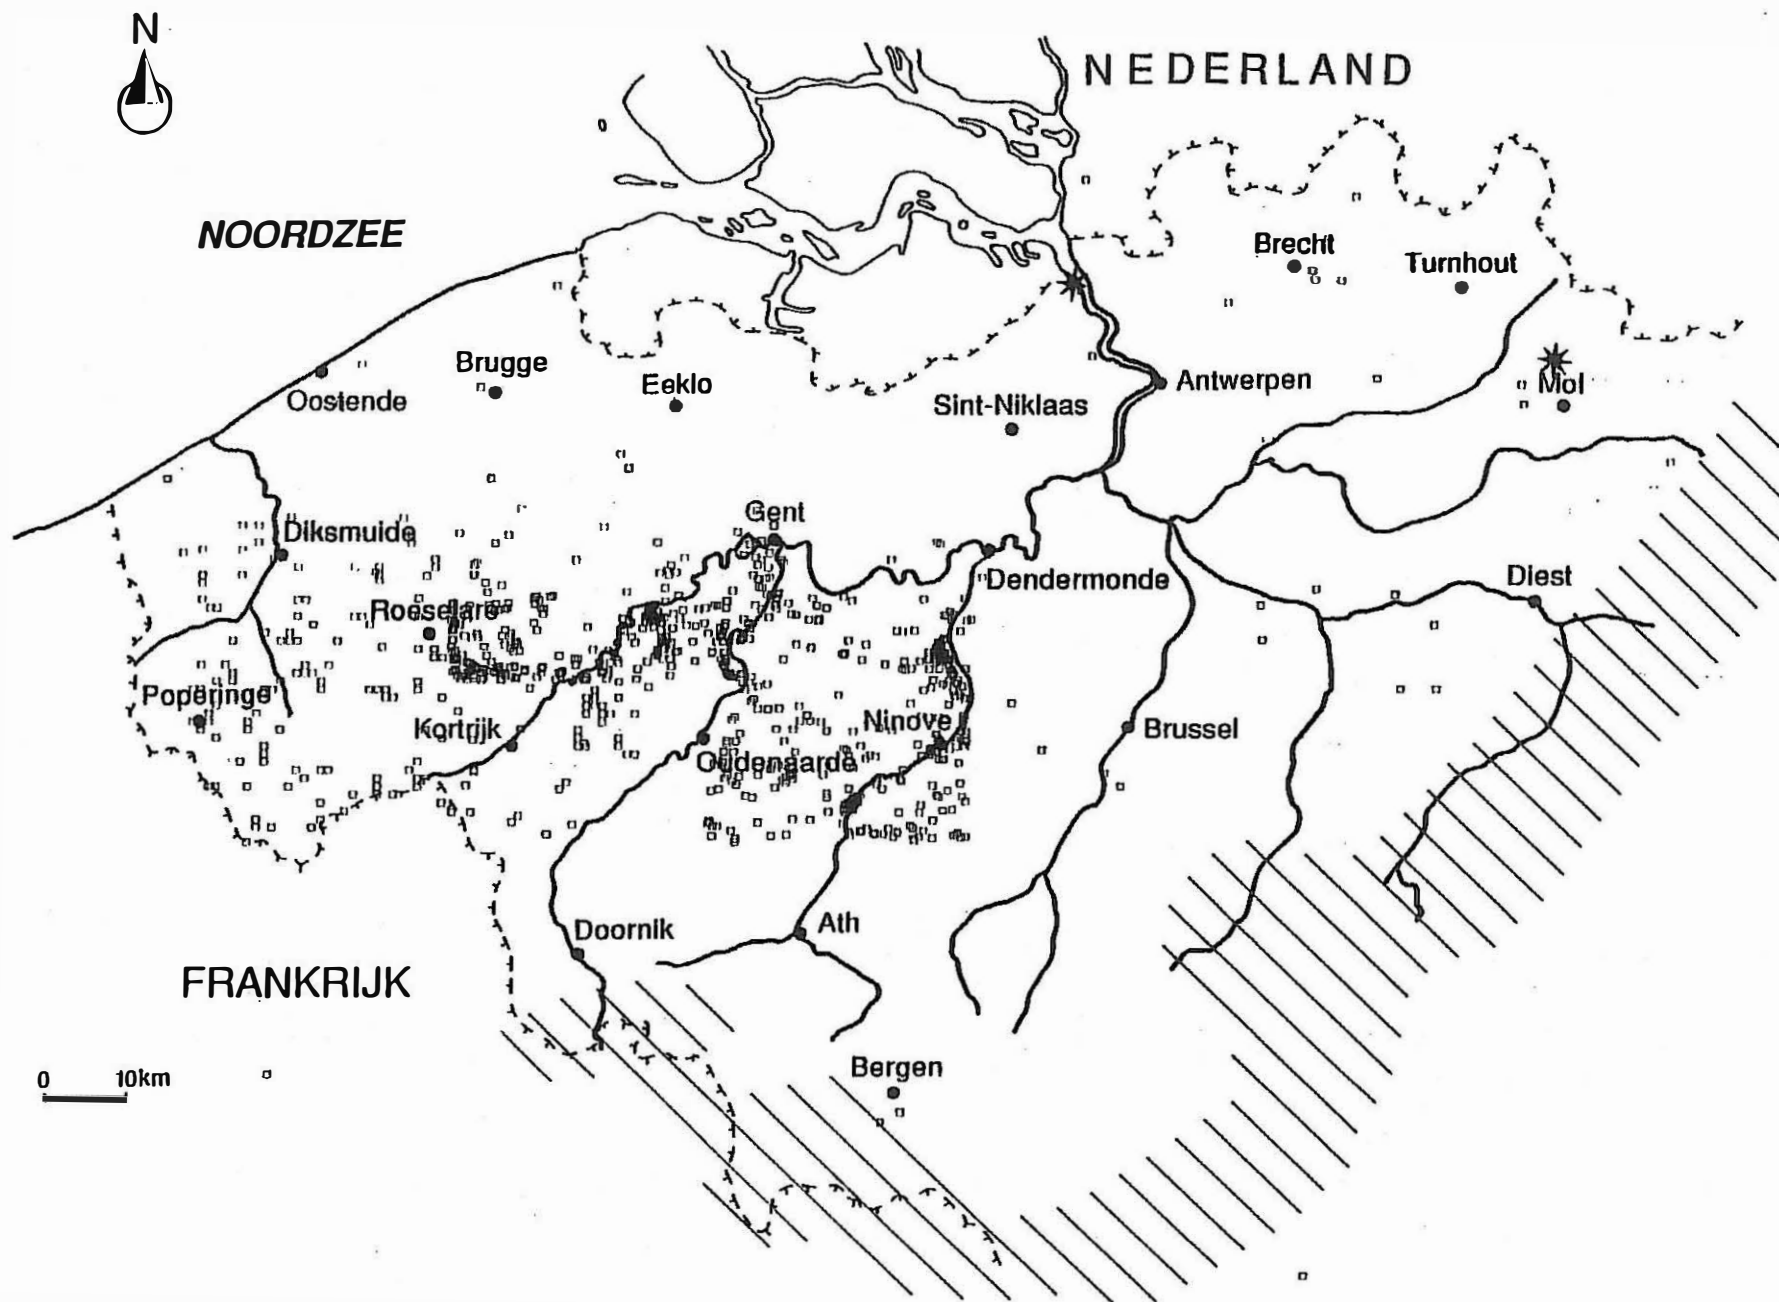 N
NEDERLAND
NOORDZEE
Brecht
Turnhout
Brugge
Eeklo
Oostende
Sint-Niklaas
Antwerpen
Mol
Gent
Diksmuide
Dendermonde
Diest
Roeselare
Poperinge
Kortrijk
Ninove
Brussel
Oudenaarde
Doornik
Ath
FRANKRIJK
Bergen
0 10km